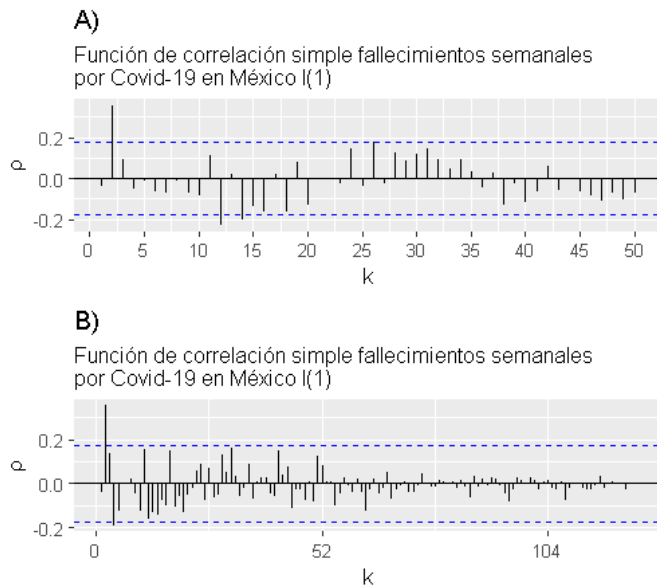 A)
Función de correlación simple fallecimientos semanales
por Covid-19 en México I(1)
0.2
0.0
-0.2
ρ
0 5 10 15 20 25 30 35 40 45 50
k
B)
Función de correlación simple fallecimientos semanales
por Covid-19 en México I(1)
0.2
0.0
-0.2
ρ
0 52 104
k